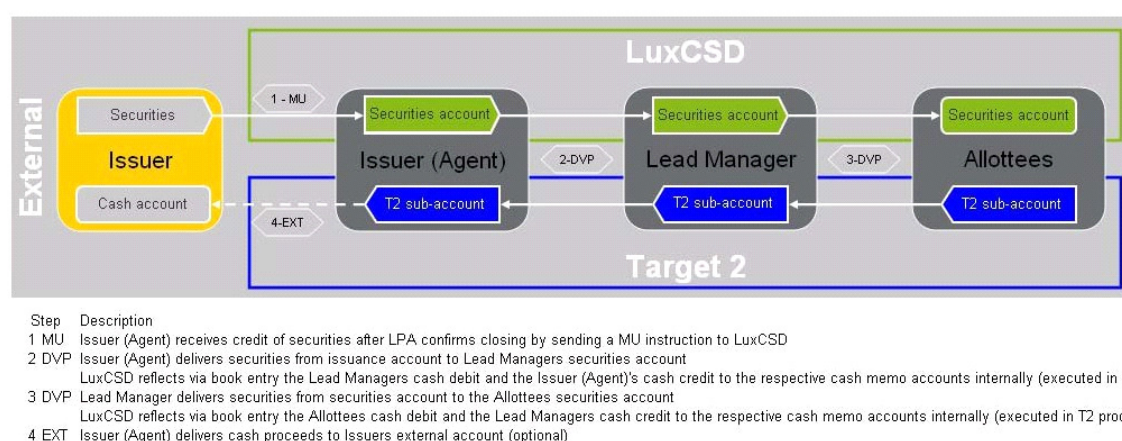 LuxCSD
External
1 - MU
Securities
Securities account
Securities account
Securities account
Issuer
Issuer (Agent)
2-DVP
Lead Manager
3-DVP
Allottees
Cash account
T2 sub-account
T2 sub-account
T2 sub-account
4-EXT
Target 2
Step Description
1 MU Issuer (Agent) receives credit of securities after LPA confirms closing by sending a MU instruction to LuxCSD
2 DVP Issuer (Agent) delivers securities from issuance account to Lead Managers securities account
LuxCSD reflects via book entry the Lead Managers cash debit and the Issuer (Agent)'s cash credit to the respective cash memo accounts internally (executed in
3 DVP Lead Manager delivers securities from securities account to the Allottees securities account
LuxCSD reflects via book entry the Allottees cash debit and the Lead Managers cash credit to the respective cash memo accounts internally (executed in T2 proc
4 EXT Issuer (Agent) delivers cash proceeds to Issuers external account (optional)